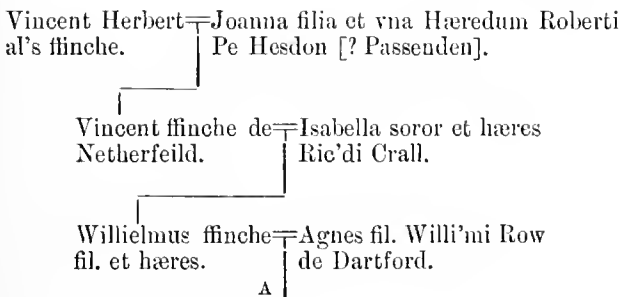 Vincent Herbert=Joanna filia et vna Hæredum Roberti
al's ffinche. Pe Hesdon [? Passenden].
Vincent ffinche de=Isabella soror et hæres
Netherfeild. Ric'di Crall.
Willielmus ffinche=Agnes fil. Willi'mi Row
fil. et hæres. de Dartford.
A